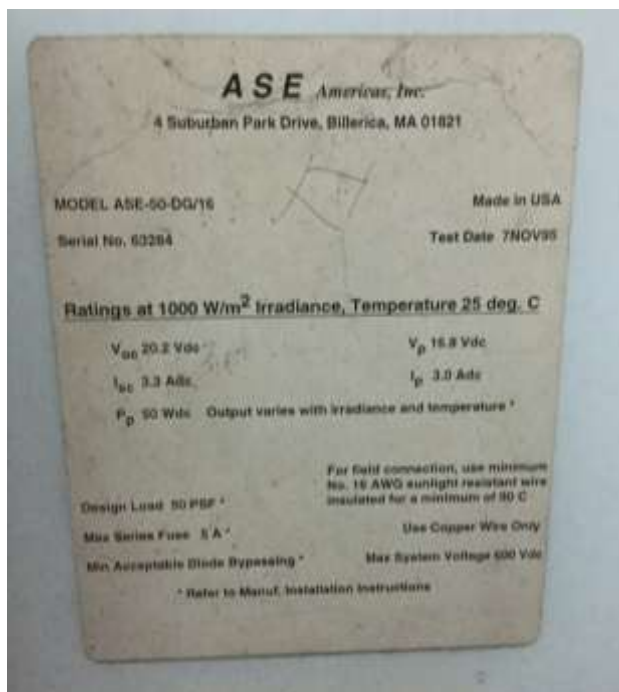 ASE Americas, Inc.
4 Suburban Park Drive, Billerica, MA 01821
MODEL ASE-50-DG/16 Made in USA
Serial No. 63284 Test Date 7NOV95
Ratings at 1000 W/m² Irradiance, Temperature 25 deg. C
Voc 20.2 Vdc Vp 16.8 Vdc
Isc 3.3 Adc Ip 3.0 Adc
Pp 50 Wdc Output varies with irradiance and temperature *
For field connection, use minimum
No. 16 AWG sunlight resistant wire
insulated for a minimum of 90 C
Design Load 50 PSF *
Max Series Fuse 5 A * Use Copper Wire Only
Min Acceptable Diode Bypassing * Max System Voltage 600 Vdc
* Refer to Manuf. Installation Instructions